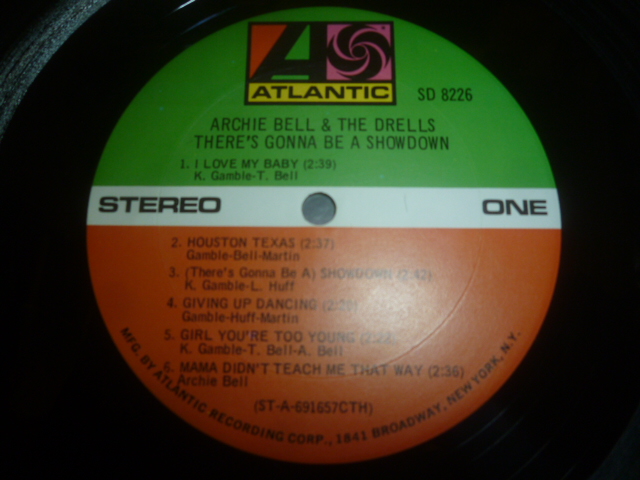 ATLANTIC
SD 8226
ARCHIE BELL & THE DRELLS
THERE'S GONNA BE A SHOWDOWN
1. I LOVE MY BABY (2:39)
K. Gamble-T. Bell
STEREO
ONE
2. HOUSTON TEXAS (2:37)
Gamble-Bell-Martin
3. (There's Gonna Be A) SHOWDOWN
K. Gamble-L. Huff
4. GIVING UP DANCING
Gamble-Huff-Martin
5. GIRL YOU'RE TOO YOUNG
K. Gamble-T. Bell-A. Bell
6. MAMA DIDN'T TEACH ME THAT WAY (2:36)
Archie Bell
(ST-A-691657CTH)
MFG. BY ATLANTIC RECORDING CORP., 1841 BROADWAY, NEW YORK, N.Y.